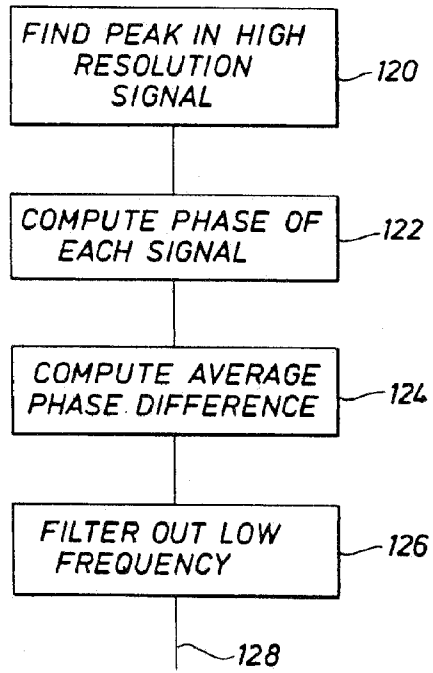 FIND PEAK IN HIGH
RESOLUTION
SIGNAL
120
COMPUTE PHASE OF
EACH SIGNAL
122
COMPUTE AVERAGE
PHASE DIFFERENCE
124
FILTER OUT LOW
FREQUENCY
126
128